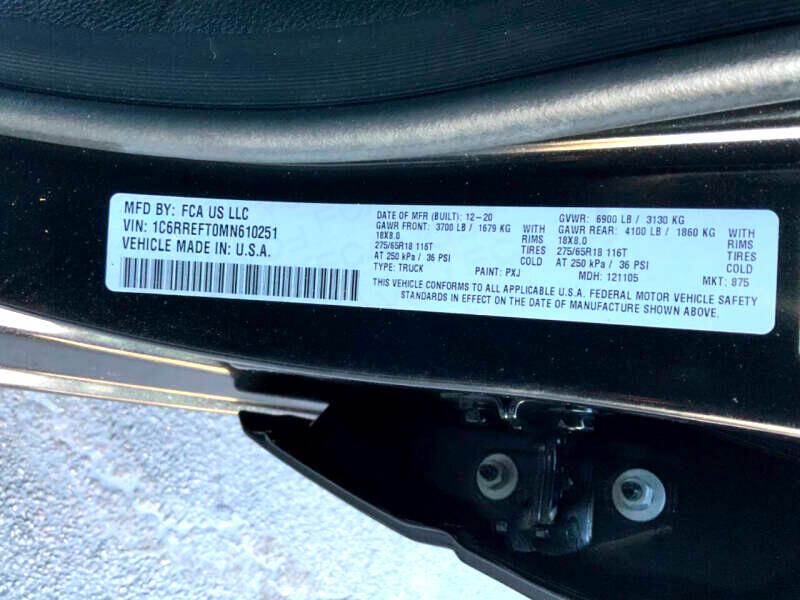 MFD BY: FCA US LLC
VIN: 1C6RREFT0MN610251
VEHICLE MADE IN: U.S.A.
DATE OF MFR (BUILT): 12-20 GVWR: 6900 LB / 3130 KG
GAWR FRONT: 3700 LB / 1679 KG WITH GAWR REAR: 4100 LB / 1860 KG WITH
18X8.0 RIMS 18X8.0 RIMS
275/65R18 116T TIRES 275/65R18 116T TIRES
AT 250 kPa / 36 PSI COLD AT 250 kPa / 36 PSI COLD
TYPE: TRUCK PAINT: PXJ MDH: 121105 MKT: 875
THIS VEHICLE CONFORMS TO ALL APPLICABLE U.S.A. FEDERAL MOTOR VEHICLE SAFETY
STANDARDS IN EFFECT ON THE DATE OF MANUFACTURE SHOWN ABOVE.